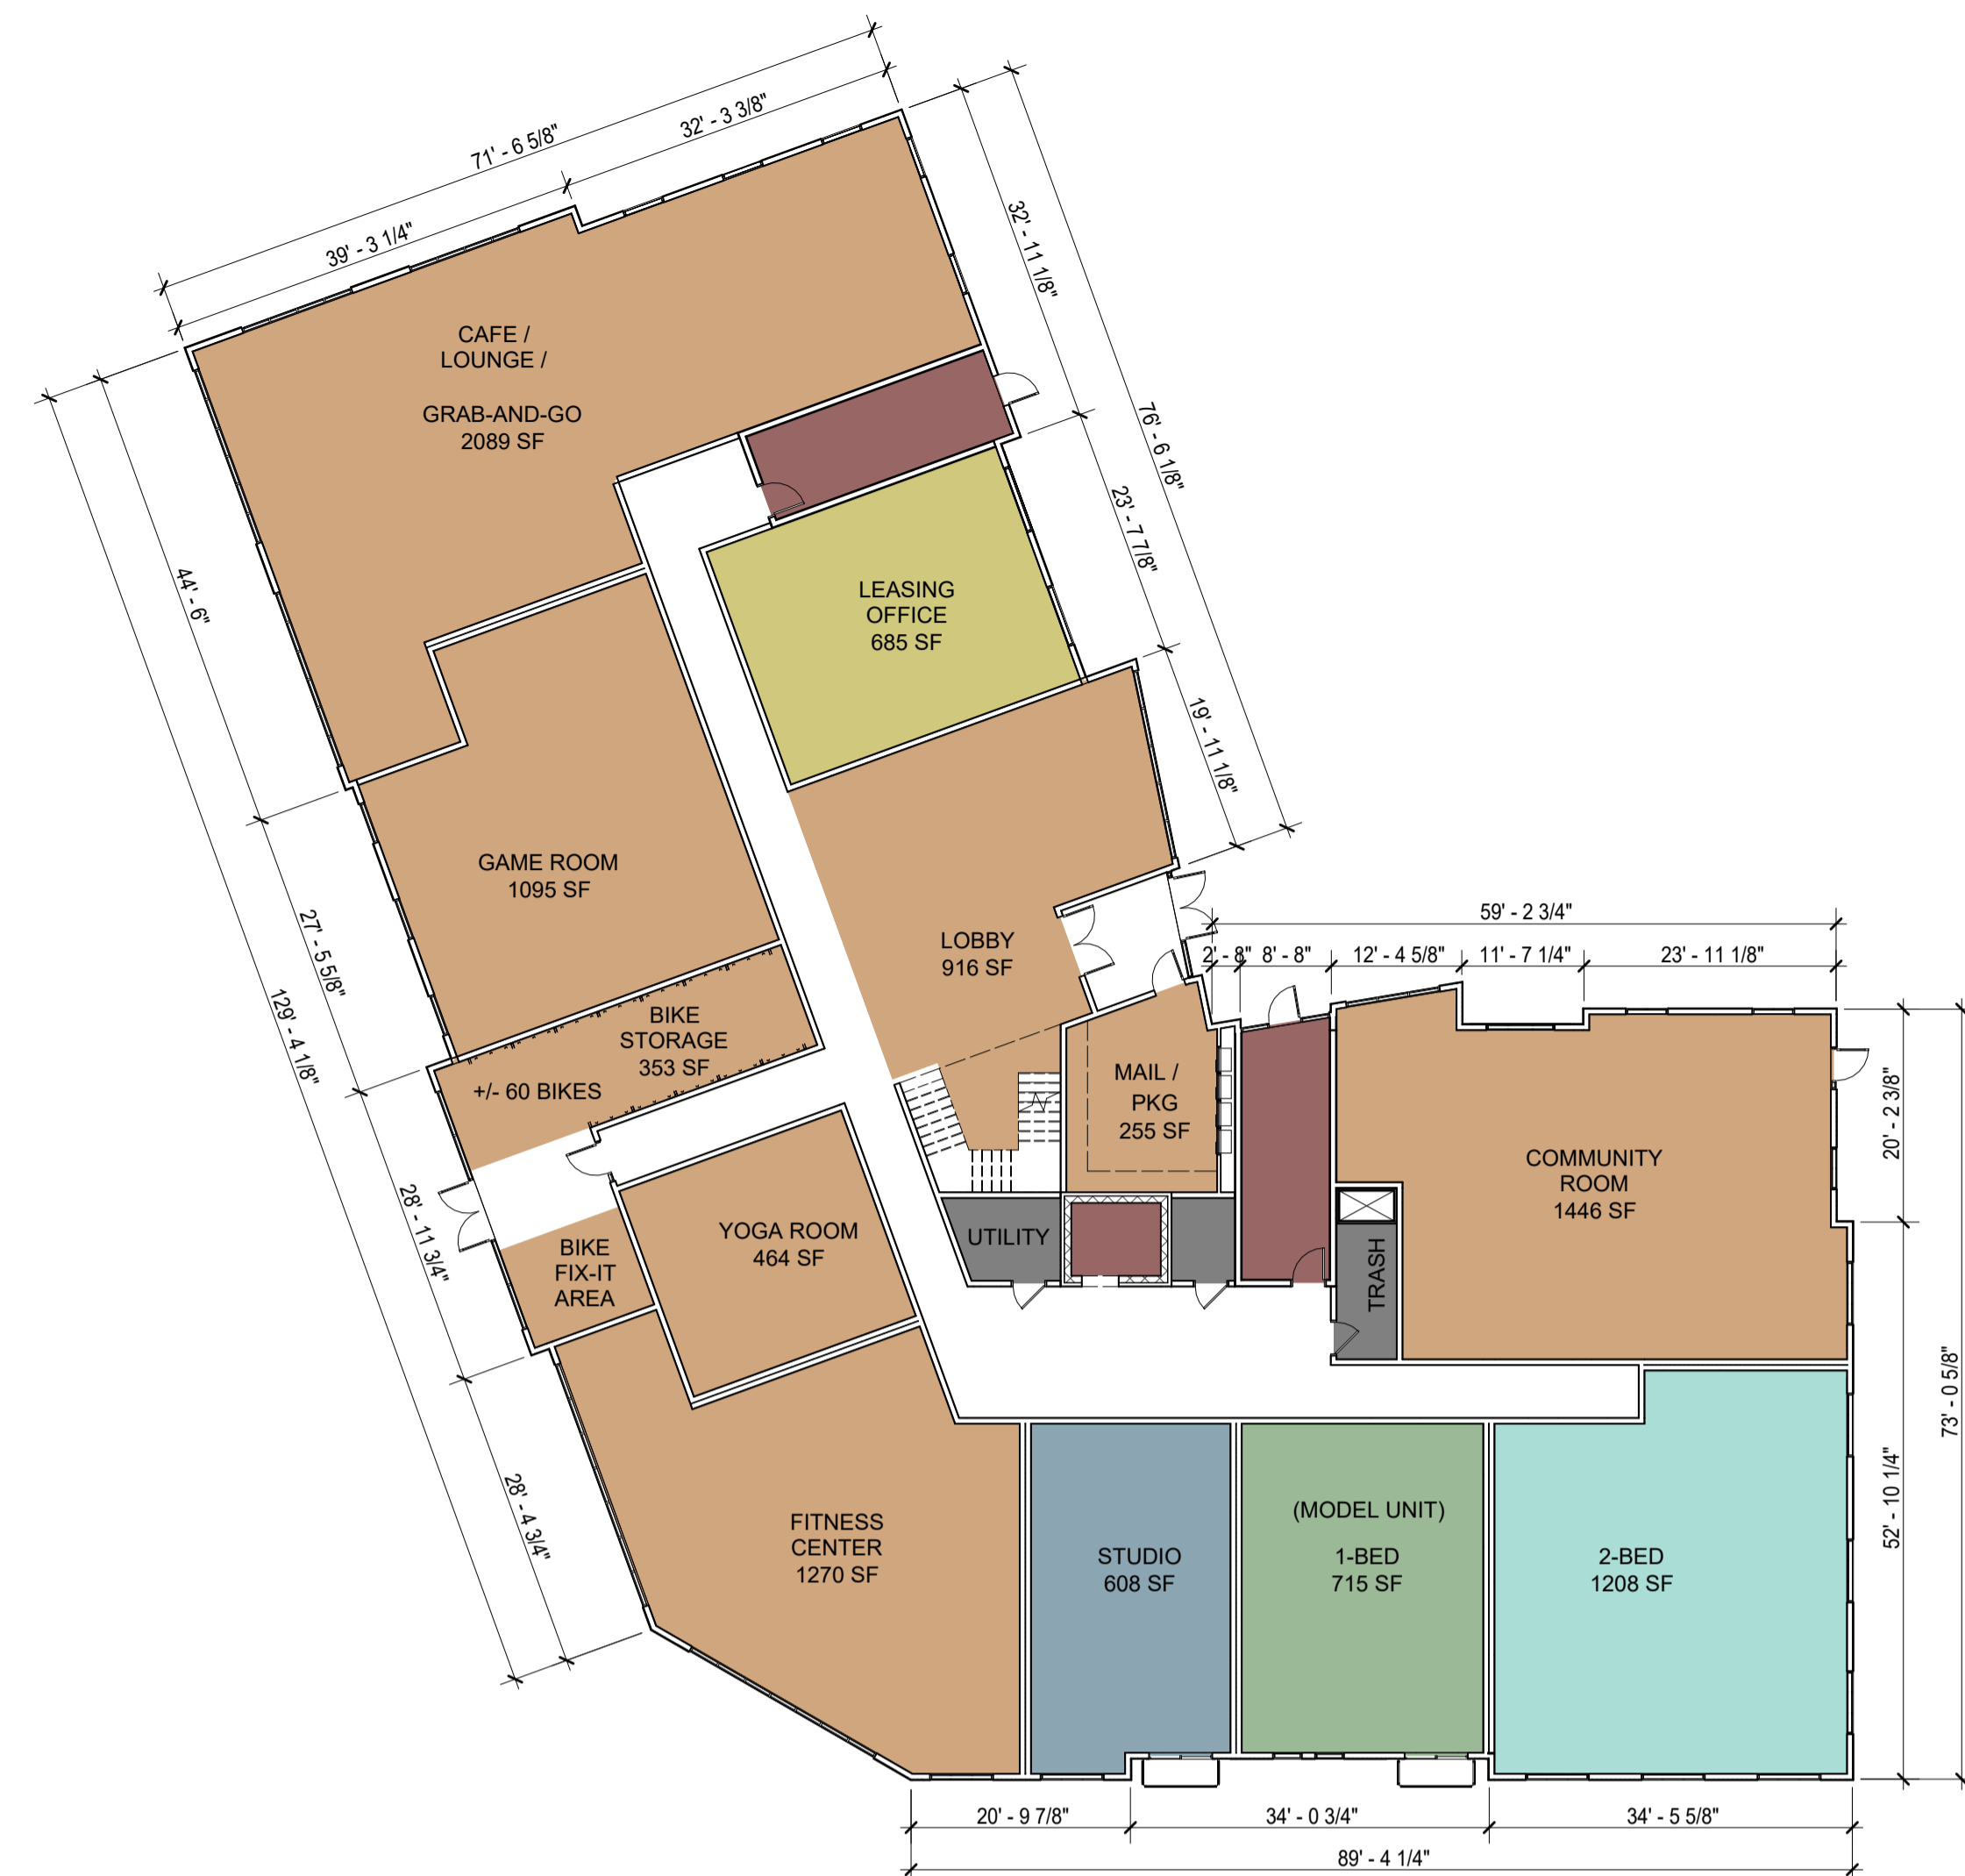 32' - 3 3/8"
71' - 6 5/8"
39' - 3 1/4"
32' - 11 1/8"
CAFE /
LOUNGE /
GRAB-AND-GO
2089 SF
76' - 6 1/8"
23' - 7 7/8"
44' - 6"
LEASING
OFFICE
685 SF
19' - 11 1/8"
GAME ROOM
1095 SF
27' - 5 5/8"
129' - 4 1/8"
LOBBY
916 SF
59' - 2 3/4"
2' - 8"
8' - 8"
12' - 4 5/8"
11' - 7 1/4"
23' - 11 1/8"
BIKE
STORAGE
353 SF
+/- 60 BIKES
MAIL /
PKG
255 SF
20' - 2 3/8"
COMMUNITY
ROOM
1446 SF
28' - 11 3/4"
YOGA ROOM
464 SF
UTILITY
BIKE
FIX-IT
AREA
TRASH
73' - 0 5/8"
28' - 4 3/4"
52' - 10 1/4"
FITNESS
CENTER
1270 SF
STUDIO
608 SF
(MODEL UNIT)
1-BED
715 SF
2-BED
1208 SF
20' - 9 7/8"
34' - 0 3/4"
34' - 5 5/8"
89' - 4 1/4"